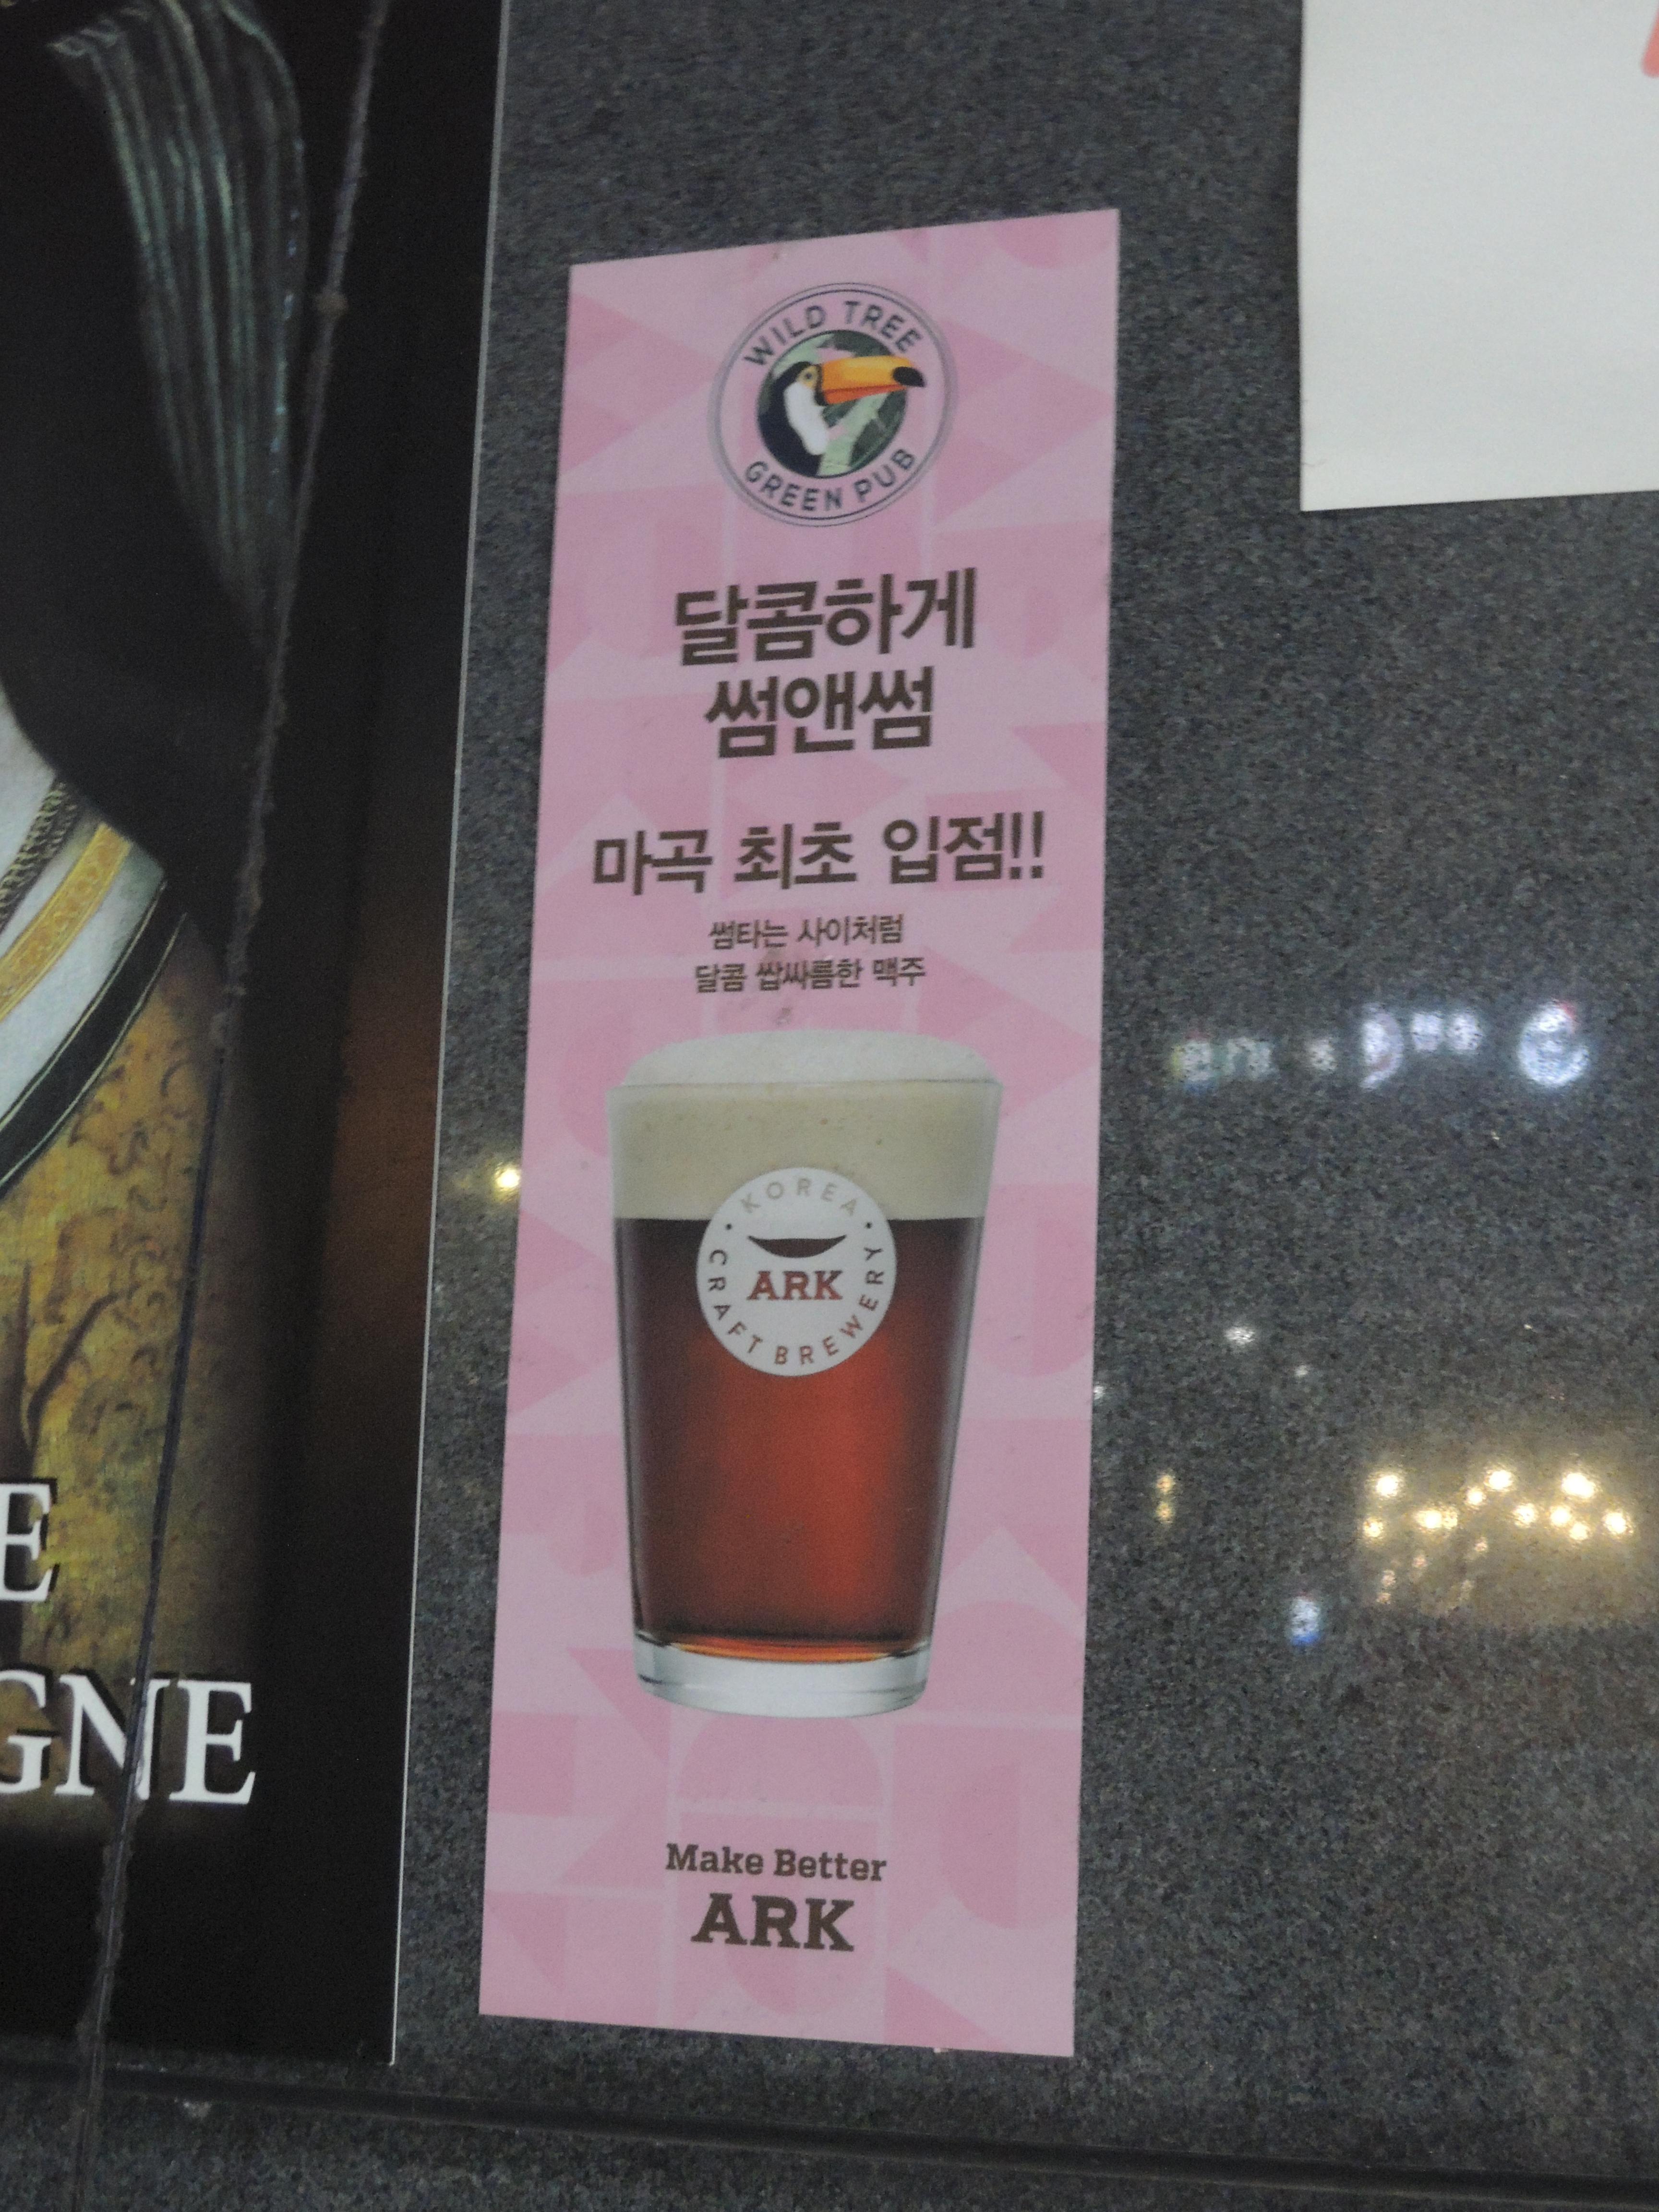 WILD TREE
GREEN PUB
달콤하게
썸앤썸
마곡 최초 입점!!
썸타는 사이처럼
달콤 쌉싸름한 맥주
KOREA
ARK
CRAFT BREWERY
Make Better
ARK
E
GNE